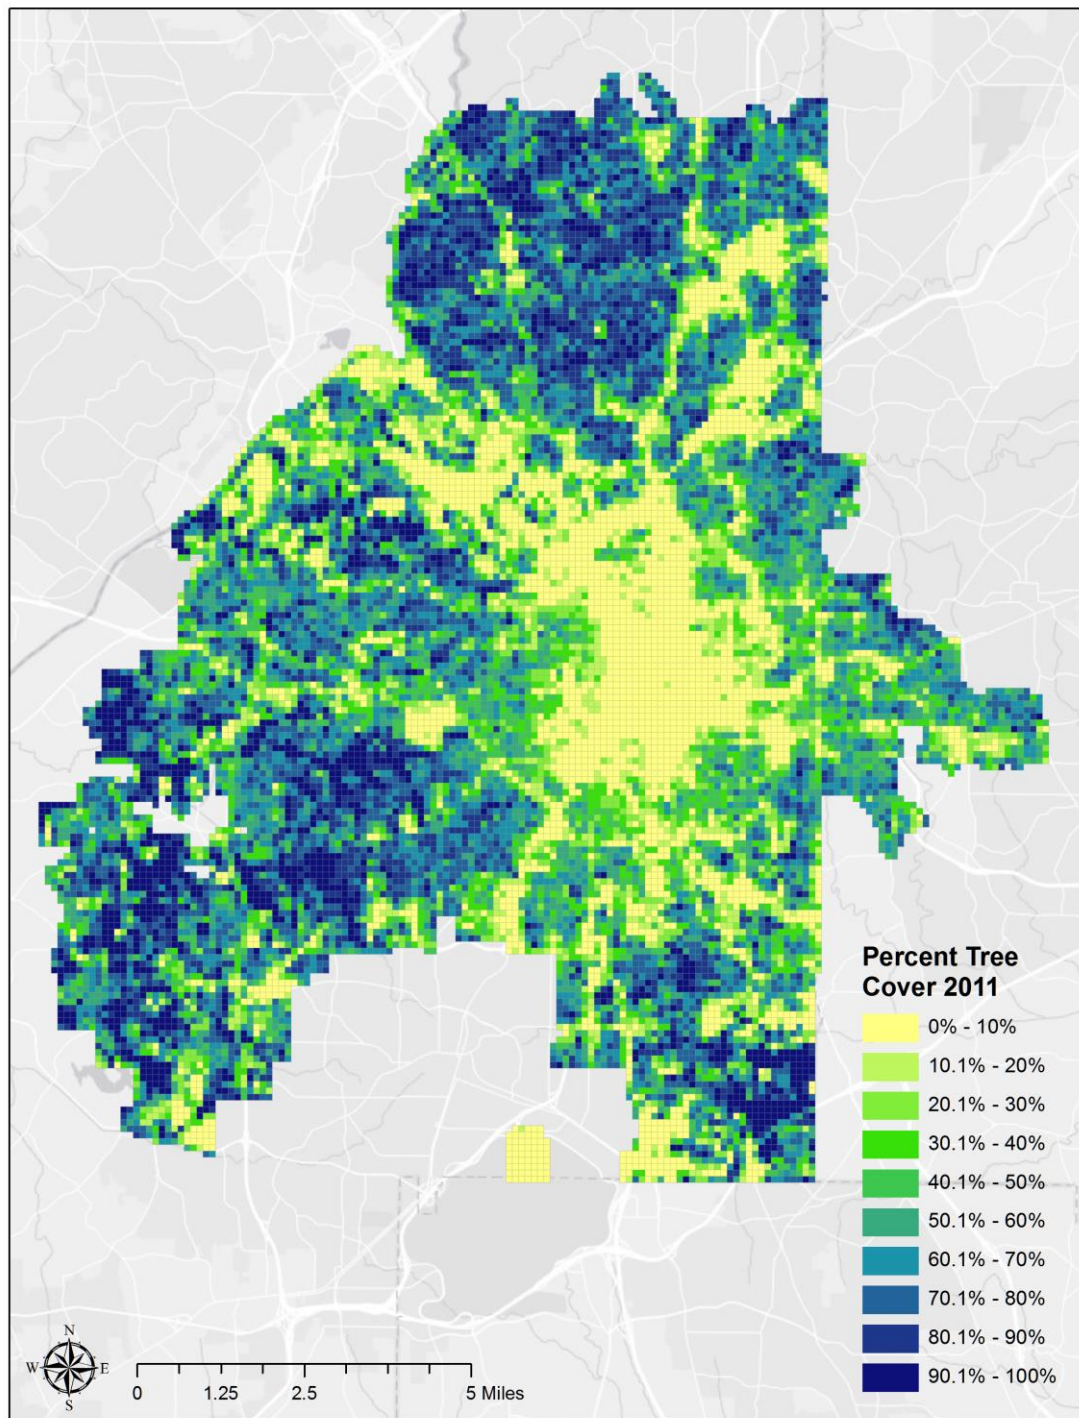 Percent Tree
Cover 2011
0% - 10%
10.1% - 20%
20.1% - 30%
30.1% - 40%
40.1% - 50%
50.1% - 60%
60.1% - 70%
70.1% - 80%
80.1% - 90%
90.1% - 100%
N
W E
S
0 1.25 2.5 5 Miles